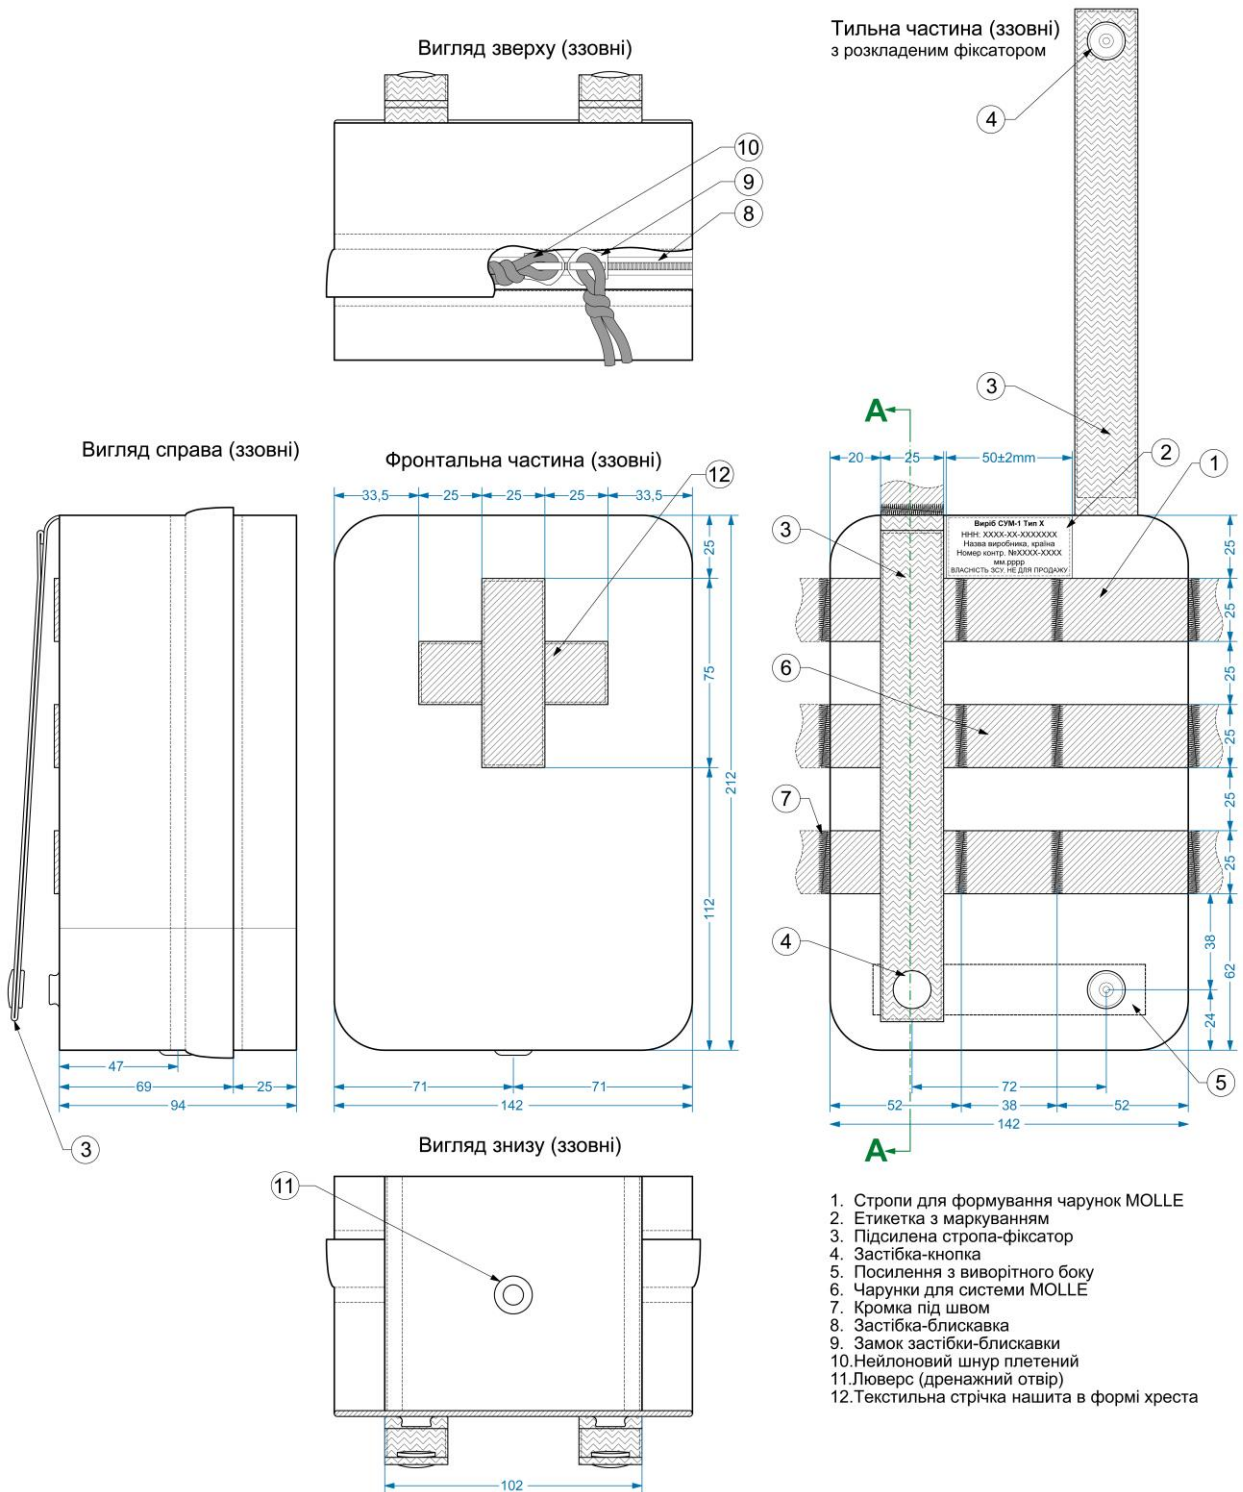 Вигляд зверху (ззовні)
10
9
8
Тильна частина (ззовні)
з розкладеним фіксатором
4
3
Вигляд справа (ззовні)
3
47
69
25
94
Фронтальна частина (ззовні)
12
33,5
25
25
25
33,5
25
75
112
212
71
71
142
A
20
25
50±2mm
2
1
3
Виріб СУМ-1 Тип X
ННН: XXXX-XX-XXXXXXX
Назва виробника, країна
Номер контр. №XXXX-XXXX
мм.рррр
ВЛАСНІСТЬ ЗСУ. НЕ ДЛЯ ПРОДАЖУ
6
7
4
5
25
25
25
25
25
25
38
62
24
72
52
38
52
142
A
Вигляд знизу (ззовні)
11
102
1. Стропи для формування чарунок MOLLE
2. Етикетка з маркуванням
3. Підсилена стропа-фіксатор
4. Застібка-кнопка
5. Посилення з виворітного боку
6. Чарунки для системи MOLLE
7. Кромка під швом
8. Застібка-блискавка
9. Замок застібки-блискавки
10.Нейлоновий шнур плетений
11.Люверс (дренажний отвір)
12.Текстильна стрічка нашита в формі хреста